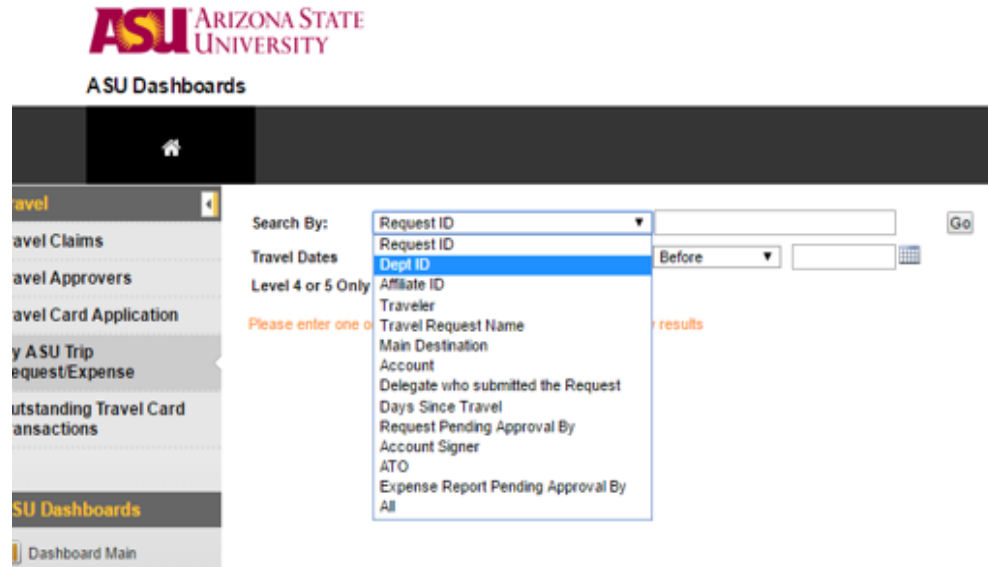 ASU ARIZONA STATE
UNIVERSITY
ASU Dashboards
avel
avel Claims
avel Approvers
avel Card Application
y ASU Trip
equest/Expense
utstanding Travel Card
ansactions
SU Dashboards
Dashboard Main
Search By: Request ID Go
Travel Dates Before
Level 4 or 5 Only
Please enter one o results
Request ID
Dept ID
Affiliate ID
Traveler
Travel Request Name
Main Destination
Account
Delegate who submitted the Request
Days Since Travel
Request Pending Approval By
Account Signer
ATO
Expense Report Pending Approval By
All